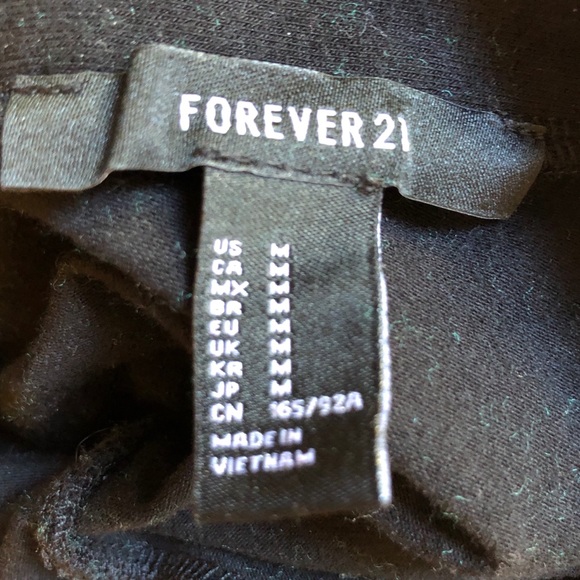 FOREVER 21
US M
CA M
MX M
BR M
EU M
UK M
KR M
JP M
CN 165/92A
MADE IN
VIETNAM